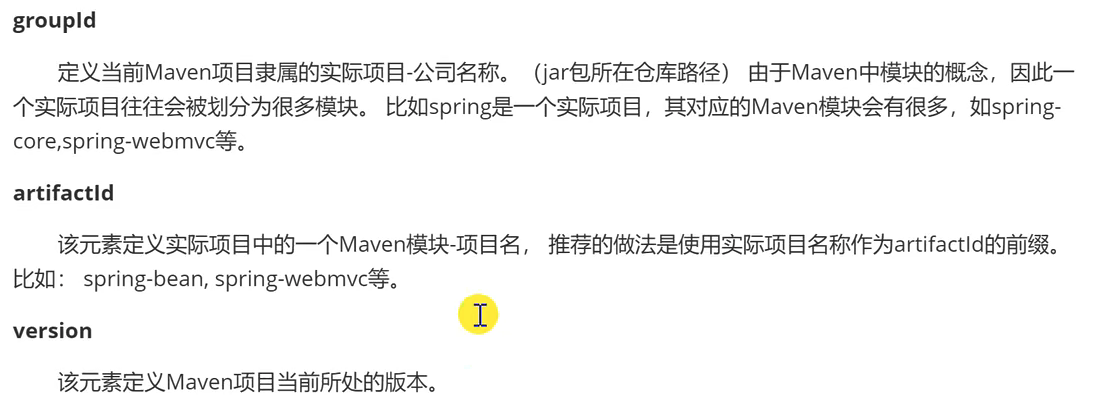 groupId
定义当前Maven项目隶属的实际项目-公司名称。（jar包所在仓库路径） 由于Maven中模块的概念，因此一
个实际项目往往会被划分为很多模块。 比如spring是一个实际项目，其对应的Maven模块会有很多，如spring-
core,spring-webmvc等。
artifactId
该元素定义实际项目中的一个Maven模块-项目名， 推荐的做法是使用实际项目名称作为artifactId的前缀。
比如： spring-bean, spring-webmvc等。
version
该元素定义Maven项目当前所处的版本。